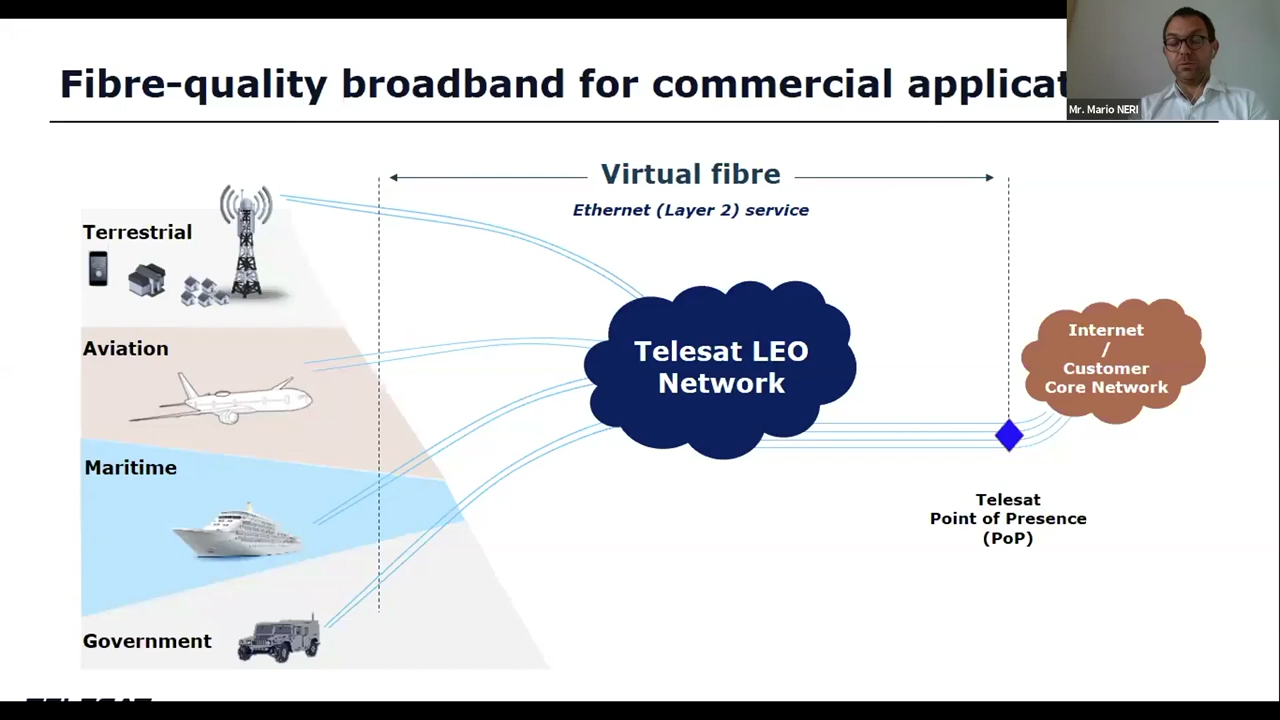 Fibre-quality broadband for commercial applicat
Mr. Mario NERI
Virtual fibre
Ethernet (Layer 2) service
Terrestrial
Aviation
Maritime
Government
Telesat LEO
Network
Internet
/
Customer
Core Network
Telesat
Point of Presence
(PoP)